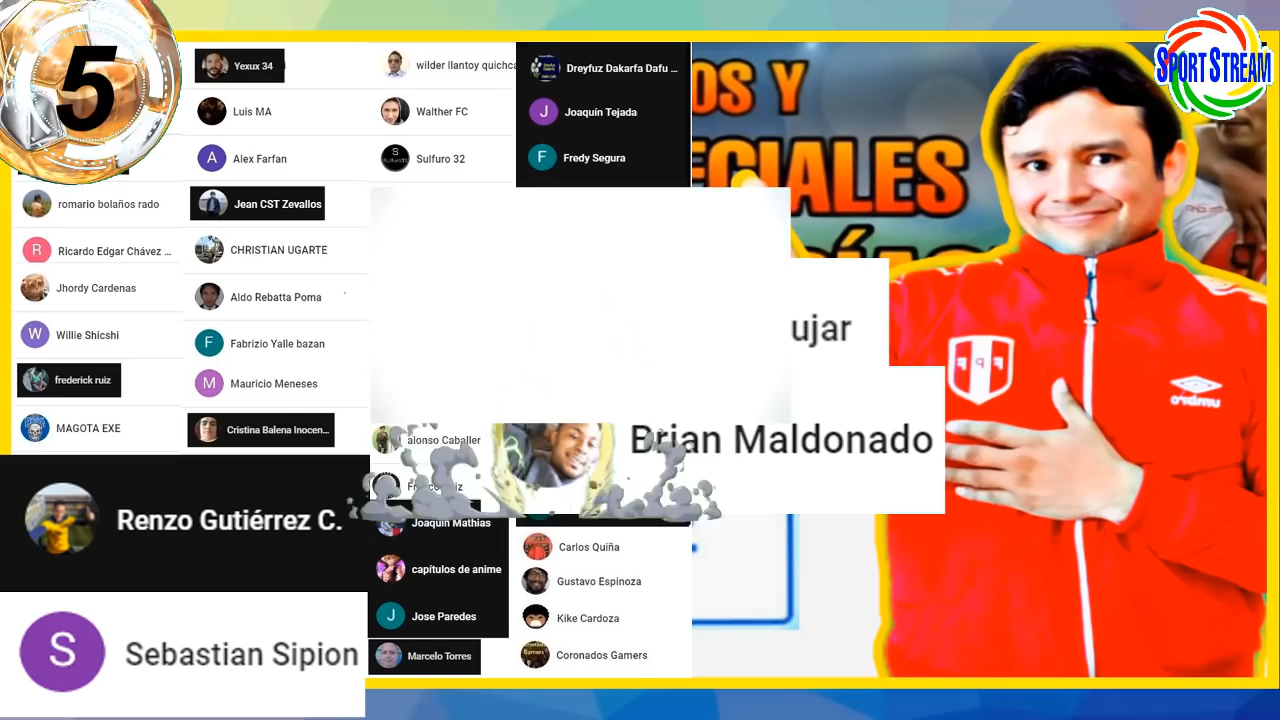 5
SPORT STREAM
Yexux 34
Luis MA
A
Alex Farfan
romario bolaños rado
Jean CST Zevallos
R
Ricardo Edgar Chávez ...
CHRISTIAN UGARTE
Jhordy Cardenas
Aldo Rebatta Poma
W
Willie Shicshi
F
Fabrizio Yalle bazan
frederick ruiz
M
Mauricio Meneses
MAGOTA EXE
Cristina Balena Inocen...
wilder llantoy quichca
Walther FC
S
Sulfuro 32
Dreyfuz Dakarfa Dafu ...
J
Joaquín Tejada
F
Fredy Segura
OS Y
ECIALES
ujar
Brian Maldonado
alonso Caballer
Renzo Gutiérrez C.
S
Sebastian Sipion
Joaquin Mathias
capítulos de anime
J
Jose Paredes
Marcelo Torres
Carlos Quiña
Gustavo Espinoza
Kike Cardoza
Coronados Gamers